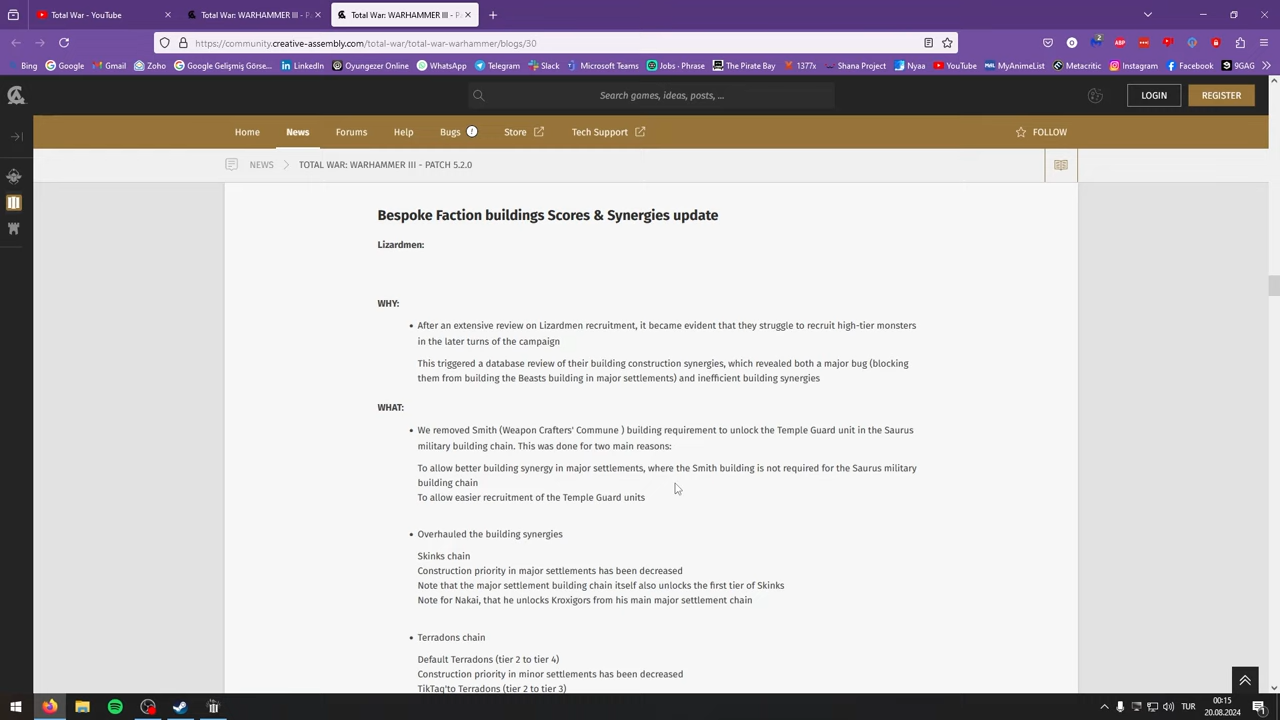 Total War - YouTube
Total War: WARHAMMER III - P
Total War: WARHAMMER III - P
https://community.creative-assembly.com/total-war/total-war-warhammer/blogs/30
Bing Google Gmail Zoho Google Gelişmiş Görse... LinkedIn Oyungezer Online WhatsApp Telegram Slack Microsoft Teams Jobs · Phrase The Pirate Bay 1377x Shana Project Nyaa YouTube MyAnimeList Metacritic Instagram Facebook 9GAG
Search games, ideas, posts, ...
LOGIN REGISTER
Home News Forums Help Bugs Store Tech Support FOLLOW
NEWS TOTAL WAR: WARHAMMER III - PATCH 5.2.0
Bespoke Faction buildings Scores & Synergies update
Lizardmen:
WHY:
• After an extensive review on Lizardmen recruitment, it became evident that they struggle to recruit high-tier monsters
in the later turns of the campaign
This triggered a database review of their building construction synergies, which revealed both a major bug (blocking
them from building the Beasts building in major settlements) and inefficient building synergies
WHAT:
• We removed Smith (Weapon Crafters' Commune ) building requirement to unlock the Temple Guard unit in the Saurus
military building chain. This was done for two main reasons:
To allow better building synergy in major settlements, where the Smith building is not required for the Saurus military
building chain
To allow easier recruitment of the Temple Guard units
• Overhauled the building synergies
Skinks chain
Construction priority in major settlements has been decreased
Note that the major settlement building chain itself also unlocks the first tier of Skinks
Note for Nakai, that he unlocks Kroxigors from his main major settlement chain
• Terradons chain
Default Terradons (tier 2 to tier 4)
Construction priority in minor settlements has been decreased
TikTaq'to Terradons (tier 2 to tier 3)
TUR
00:15
20.08.2024